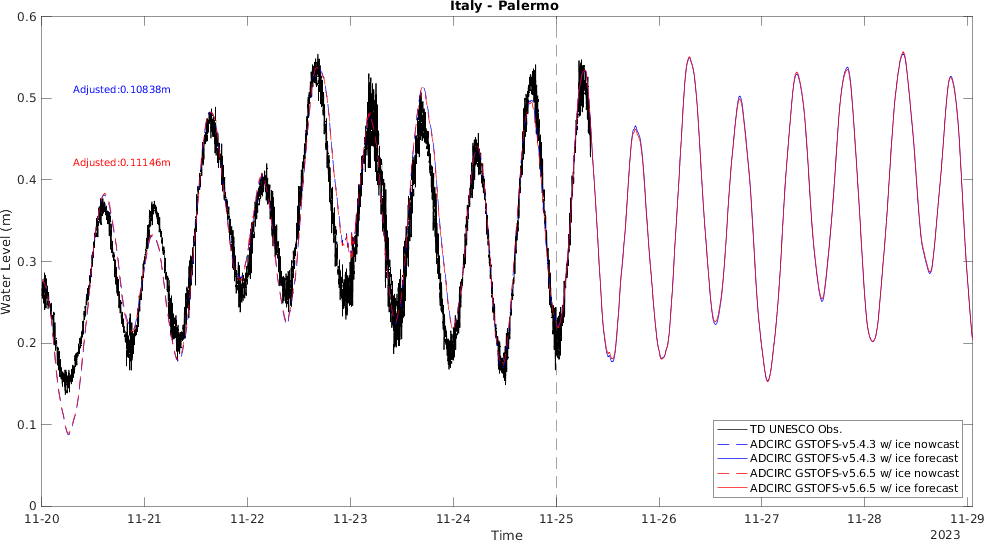 Italy - Palermo
0.6
0.5
0.4
0.3
0.2
0.1
0
Water Level (m)
Adjusted:0.10838m
Adjusted:0.11146m
TD UNESCO Obs.
ADCIRC GSTOFS-v5.4.3 w/ ice nowcast
ADCIRC GSTOFS-v5.4.3 w/ ice forecast
ADCIRC GSTOFS-v5.6.5 w/ ice nowcast
ADCIRC GSTOFS-v5.6.5 w/ ice forecast
11-20 11-21 11-22 11-23 11-24 11-25 11-26 11-27 11-28 11-29
Time
2023